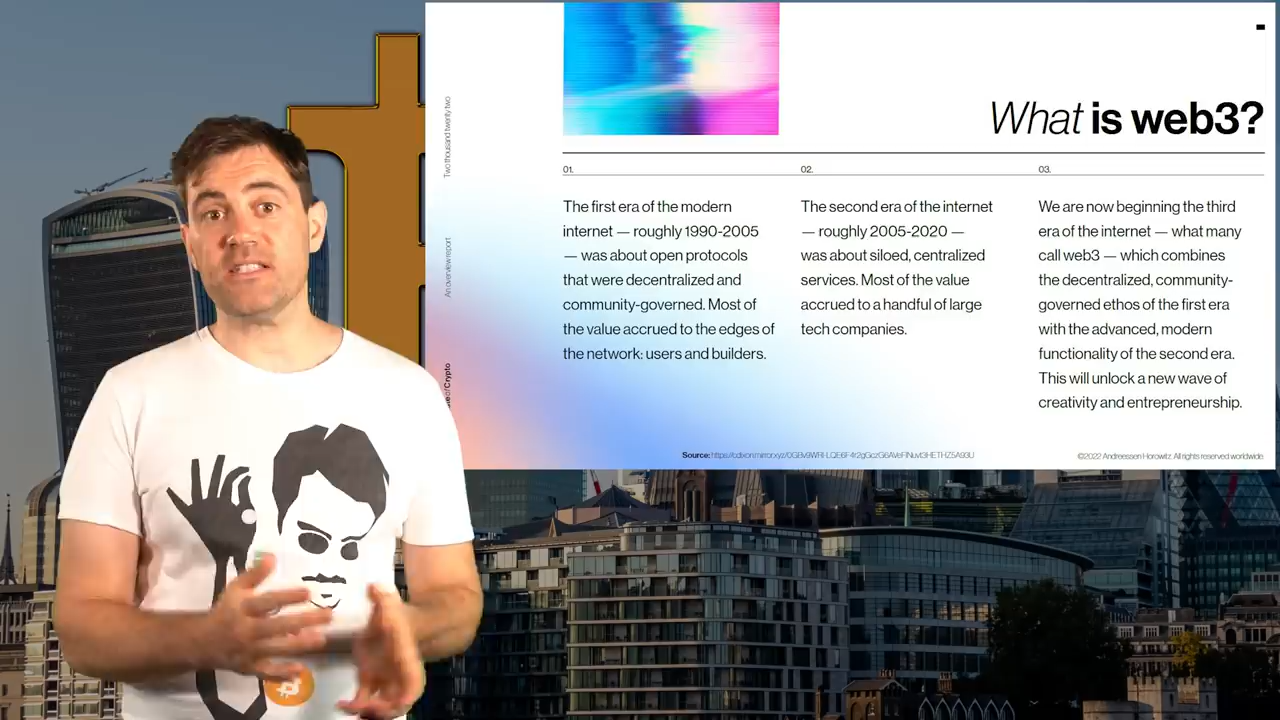 What is web3?
Two thousand twenty two
An overview report
Crypto
01.
The first era of the modern
internet — roughly 1990-2005
— was about open protocols
that were decentralized and
community-governed. Most of
the value accrued to the edges of
the network: users and builders.
02.
The second era of the internet
— roughly 2005-2020 —
was about siloed, centralized
services. Most of the value
accrued to a handful of large
tech companies.
03.
We are now beginning the third
era of the internet — what many
call web3 — which combines
the decentralized, community-
governed ethos of the first era
with the advanced, modern
functionality of the second era.
This will unlock a new wave of
creativity and entrepreneurship.
Source:
©2022 Andreessen Horowitz. All rights reserved worldwide.